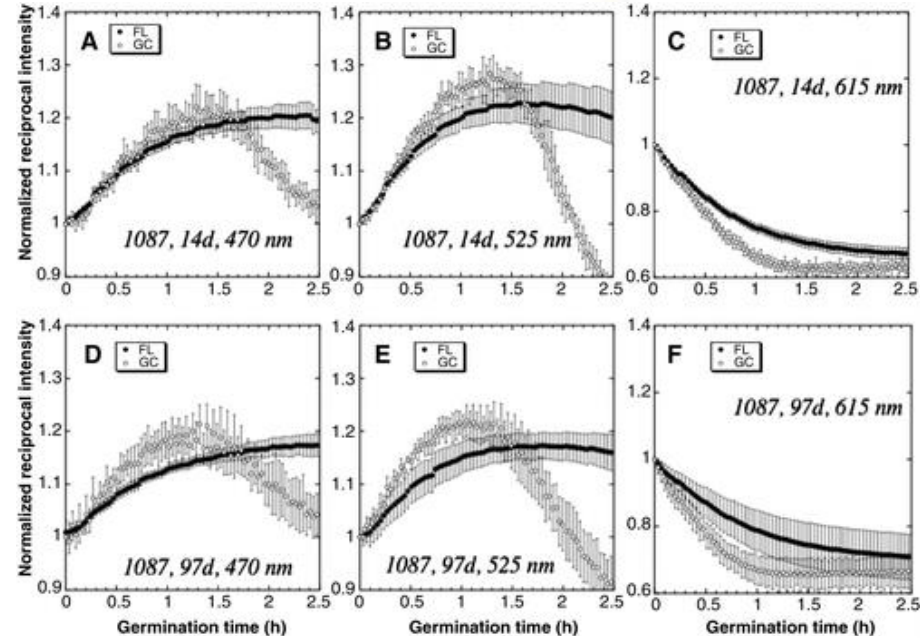 Normalized reciprocal intensity
A
FL
GC
1087, 14d, 470 nm
1.4
1.3
1.2
1.1
1
0.9
0 0.5 1 1.5 2 2.5
B
FL
GC
1087, 14d, 525 nm
1.4
1.3
1.2
1.1
1
0.9
0 0.5 1 1.5 2 2.5
C
FL
GC
1087, 14d, 615 nm
1.4
1.2
1
0.8
0.6
0 0.5 1 1.5 2 2.5
Normalized reciprocal intensity
D
FL
GC
1087, 97d, 470 nm
1.4
1.3
1.2
1.1
1
0.9
0 0.5 1 1.5 2 2.5
Germination time (h)
E
FL
GC
1087, 97d, 525 nm
1.4
1.3
1.2
1.1
1
0.9
0 0.5 1 1.5 2 2.5
Germination time (h)
F
FL
GC
1087, 97d, 615 nm
1.4
1.2
1
0.8
0.6
0 0.5 1 1.5 2 2.5
Germination time (h)